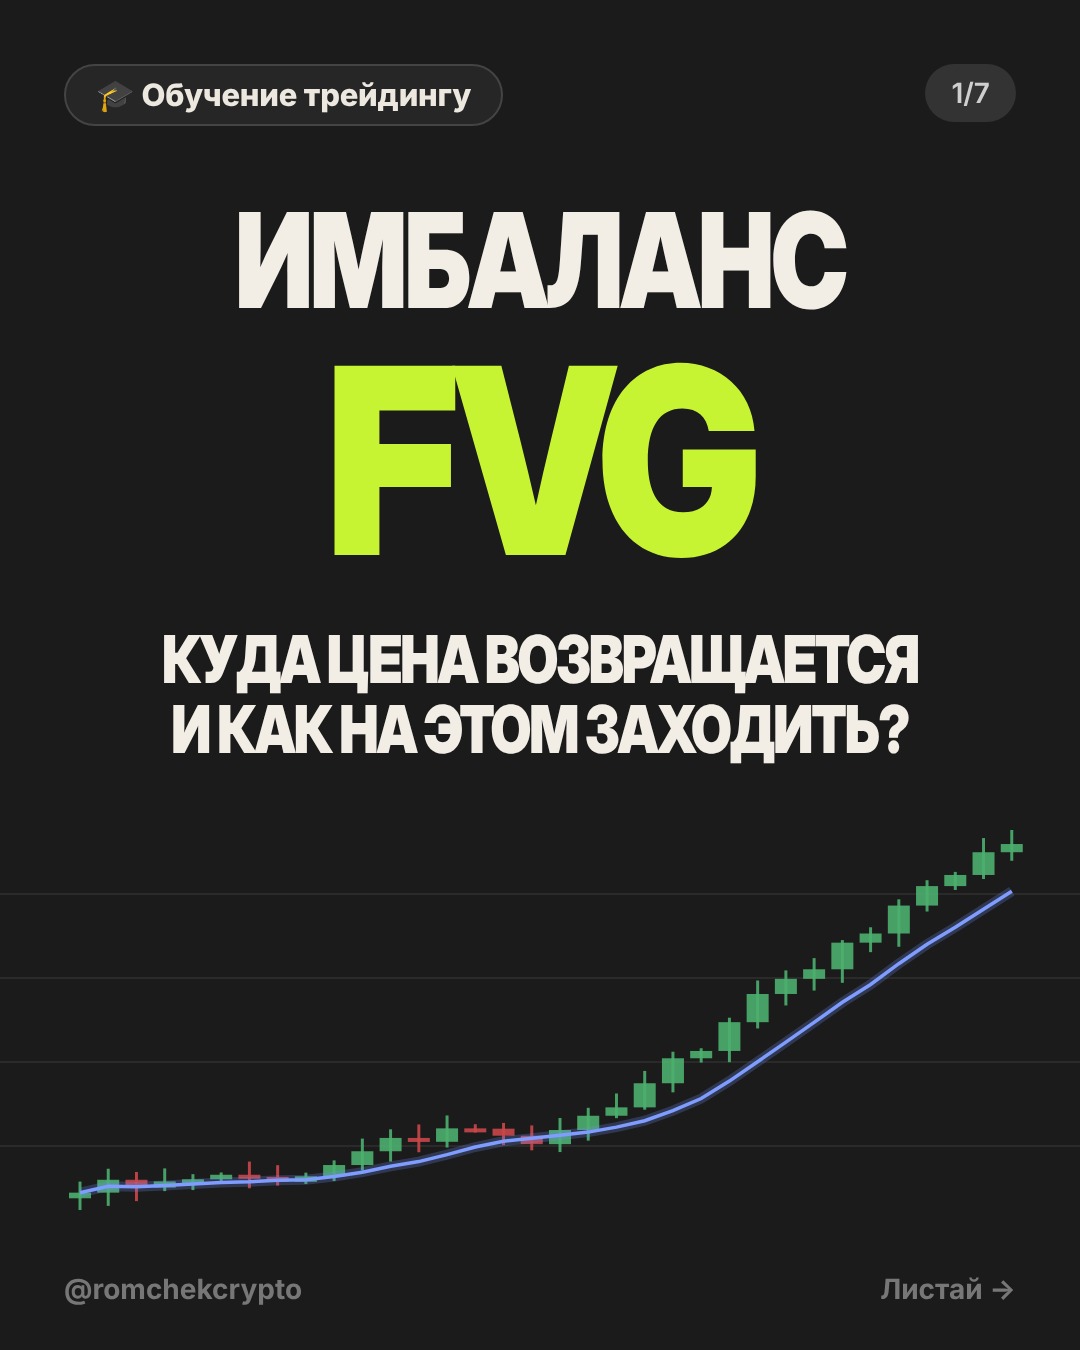 🎓 Обучение трейдингу
1/7
ИМБАЛАНС
FVG
КУДА ЦЕНА ВОЗВРАЩАЕТСЯ
И КАК НА ЭТОМ ЗАХОДИТЬ?
@romchekcrypto
Листай →